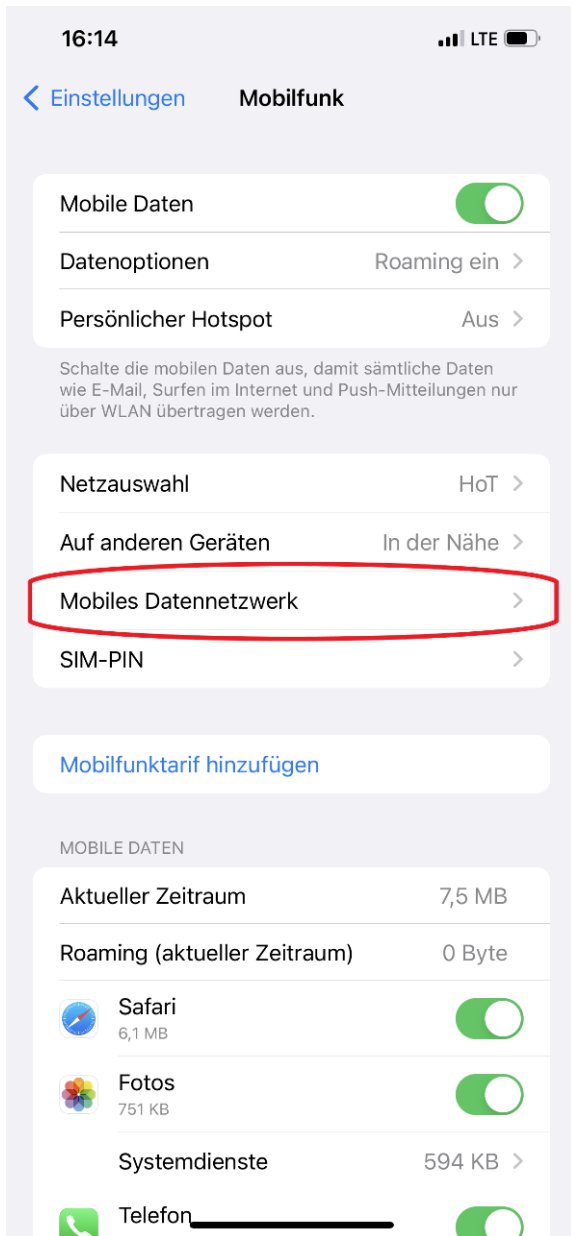 16:14 LTE
Einstellungen Mobilfunk
Mobile Daten
Datenoptionen Roaming ein
Persönlicher Hotspot Aus
Schalte die mobilen Daten aus, damit sämtliche Daten
wie E-Mail, Surfen im Internet und Push-Mitteilungen nur
über WLAN übertragen werden.
Netzauswahl HoT
Auf anderen Geräten In der Nähe
Mobiles Datennetzwerk
SIM-PIN
Mobilfunktarif hinzufügen
MOBILE DATEN
Aktueller Zeitraum 7,5 MB
Roaming (aktueller Zeitraum) 0 Byte
Safari
6,1 MB
Fotos
751 KB
Systemdienste 594 KB
Telefon